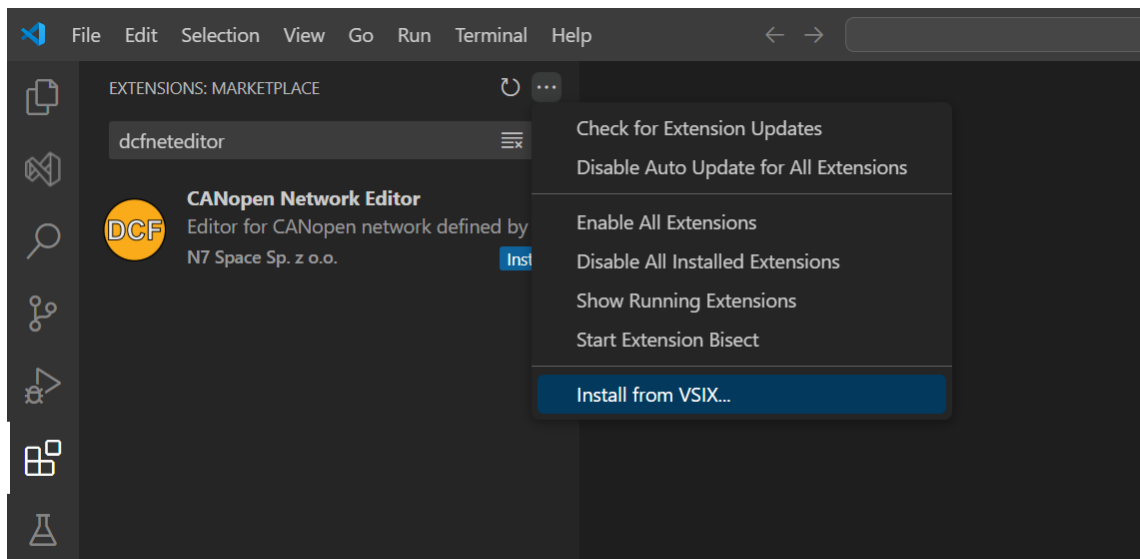 File Edit Selection View Go Run Terminal Help
EXTENSIONS: MARKETPLACE
dcfneteditor
DCF
CANopen Network Editor
Editor for CANopen network defined by
N7 Space Sp. z o.o.
Inst
Check for Extension Updates
Disable Auto Update for All Extensions
Enable All Extensions
Disable All Installed Extensions
Show Running Extensions
Start Extension Bisect
Install from VSIX...